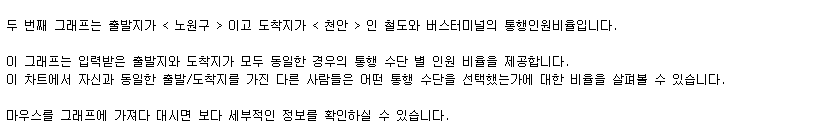 두 번째 그래프는 출발지가 < 노원구 > 이고 도착지가 < 천안 > 인 철도와 버스터미널의 통행인원비율입니다.
이 그래프는 입력받은 출발지와 도착지가 모두 동일한 경우의 통행 수단 별 인원 비율을 제공합니다.
이 차트에서 자신과 동일한 출발/도착지를 가진 다른 사람들은 어떤 통행 수단을 선택했는가에 대한 비율을 살펴볼 수 있습니다.
마우스를 그래프에 가져다 대시면 보다 세부적인 정보를 확인하실 수 있습니다.